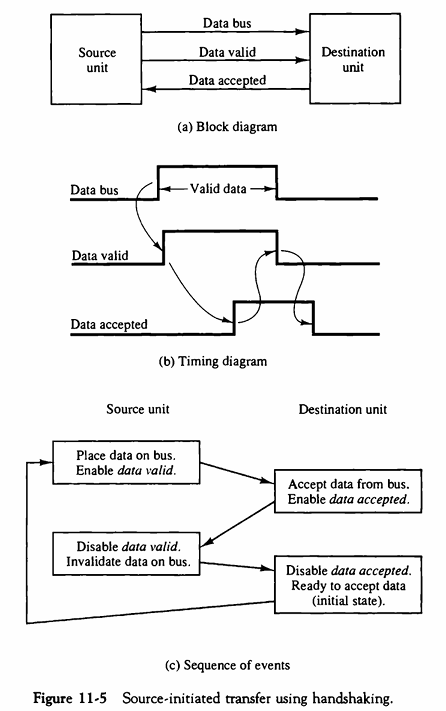 Data bus
Source
unit
Data valid
Destination
unit
Data accepted
(a) Block diagram
Data bus
Valid data
Data valid
Data accepted
(b) Timing diagram
Source unit
Destination unit
Place data on bus.
Enable data valid.
Accept data from bus.
Enable data accepted.
Disable data valid.
Invalidate data on bus.
Disable data accepted.
Ready to accept data
(initial state).
(c) Sequence of events
Figure 11-5 Source-initiated transfer using handshaking.